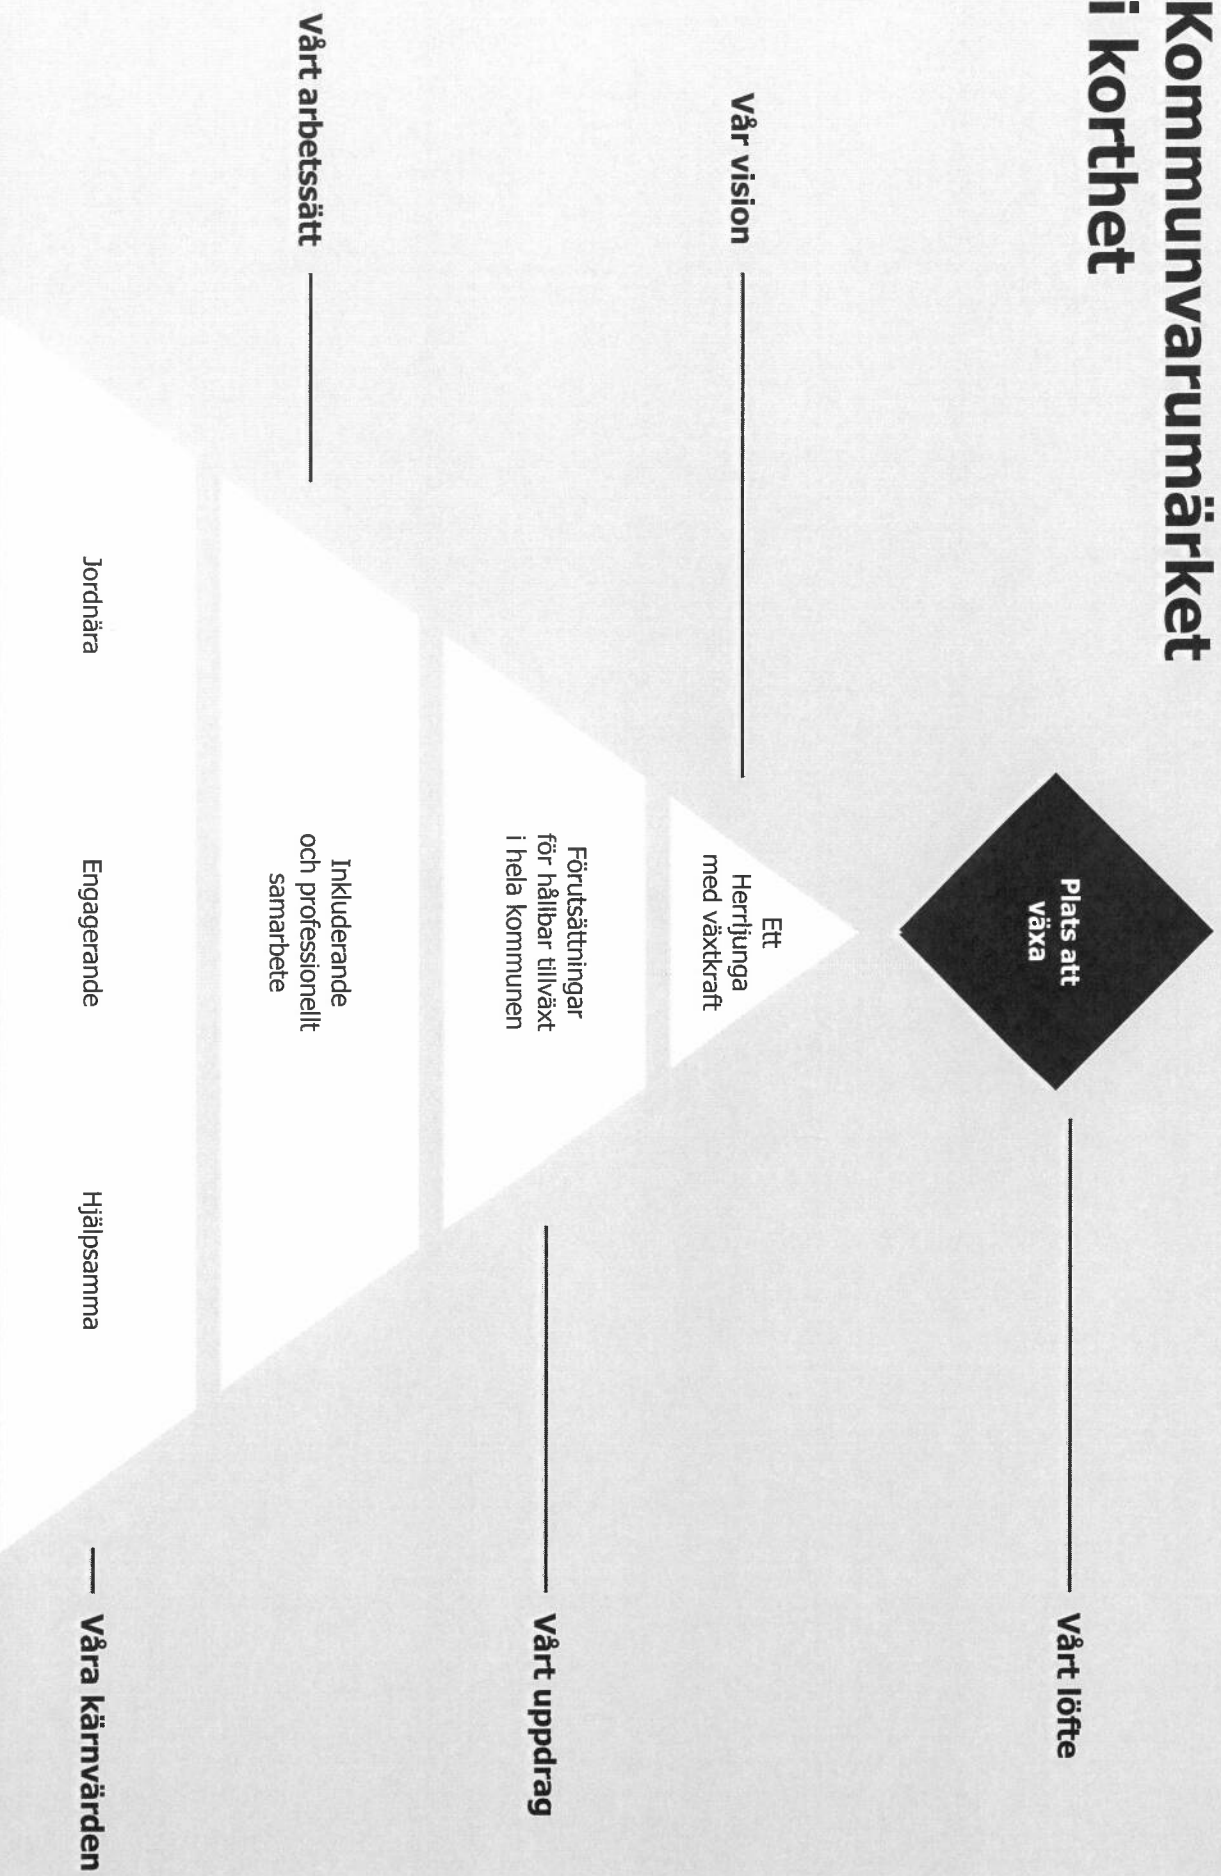 Kommunvarumärket
i korthet
Plats att
växa
Vårt löfte
Vår vision
Ett
Herrljunga
med växtkraft
Förutsättningar
för hållbar tillväxt
i hela kommunen
Vårt uppdrag
Vårt arbetssätt
Inkluderande
och professionellt
samarbete
Jordnära
Engagerande
Hjälpsamma
Våra kärnvärden